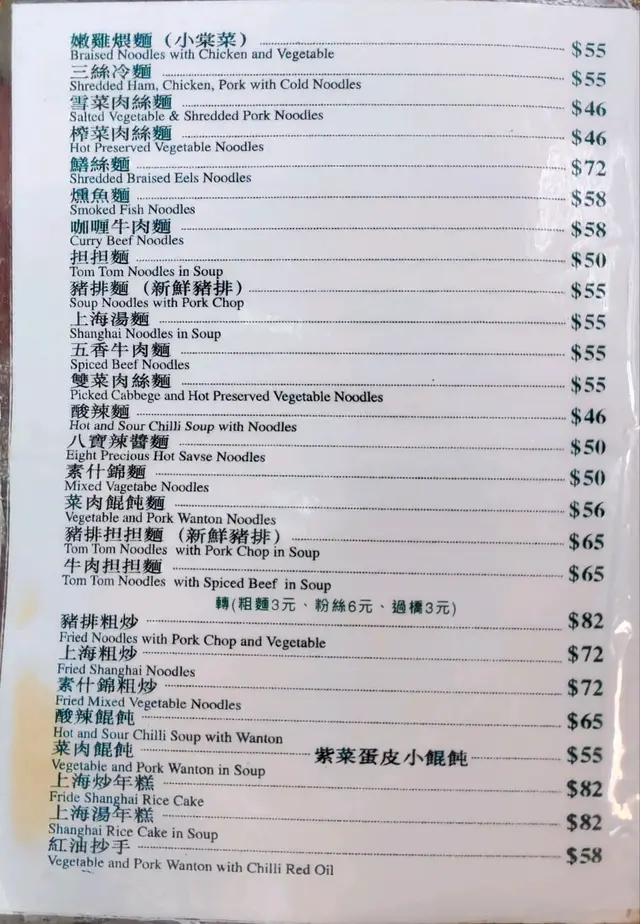 嫩雞煨麵（小棠菜） $55
Braised Noodles with Chicken and Vegetable
三絲冷麵 $55
Shredded Ham, Chicken, Pork with Cold Noodles
雪菜肉絲麵 $46
Salted Vegetable & Shredded Pork Noodles
榨菜肉絲麵 $46
Hot Preserved Vegetable Noodles
鱔絲麵 $72
Shredded Braised Eels Noodles
燻魚麵 $58
Smoked Fish Noodles
咖喱牛肉麵 $58
Curry Beef Noodles
担担麵 $50
Tom Tom Noodles in Soup
豬排麵（新鮮豬排） $55
Soup Noodles with Pork Chop
上海湯麵 $55
Shanghai Noodles in Soup
五香牛肉麵 $55
Spiced Beef Noodles
雙菜肉絲麵 $55
Picked Cabbege and Hot Preserved Vegetable Noodles
酸辣麵 $46
Hot and Sour Chilli Soup with Noodles
八寶辣醬麵 $50
Eight Precious Hot Savse Noodles
素什錦麵 $50
Mixed Vagetabe Noodles
菜肉餛飩麵 $56
Vegetable and Pork Wanton Noodles
豬排担担麵（新鮮豬排） $65
Tom Tom Noodles with Pork Chop in Soup
牛肉担担麵 $65
Tom Tom Noodles with Spiced Beef in Soup
轉(粗麵3元、粉絲6元、過橋3元)
豬排粗炒 $82
Fried Noodles with Pork Chop and Vegetable
上海粗炒 $72
Fried Shanghai Noodles
素什錦粗炒 $72
Fried Mixed Vegetable Noodles
酸辣餛飩 $65
Hot and Sour Chilli Soup with Wanton
菜肉餛飩 紫菜蛋皮小餛飩 $55
Vegetable and Pork Wanton in Soup
上海炒年糕 $82
Fride Shanghai Rice Cake
上海湯年糕 $82
Shanghai Rice Cake in Soup
紅油抄手 $58
Vegetable and Pork Wanton with Chilli Red Oil